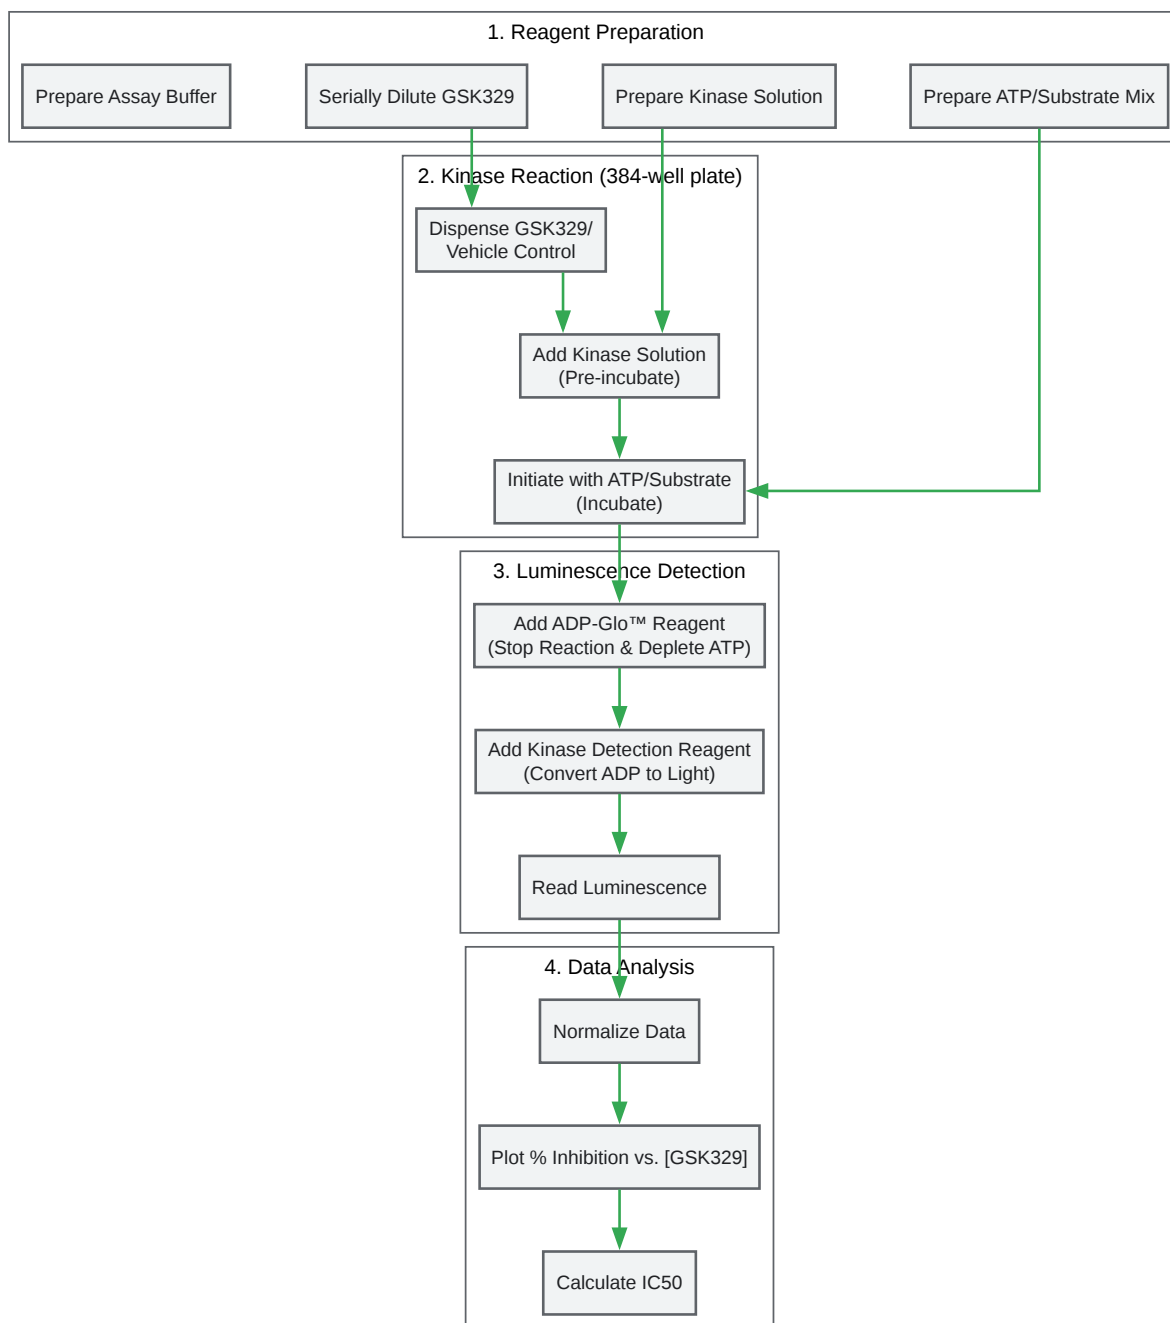 1. Reagent Preparation
Prepare Assay Buffer
Serially Dilute GSK329
Prepare Kinase Solution
Prepare ATP/Substrate Mix
2. Kinase Reaction (384-well plate)
Dispense GSK329/
Vehicle Control
Add Kinase Solution
(Pre-incubate)
Initiate with ATP/Substrate
(Incubate)
3. Luminescence Detection
Add ADP-Glo™ Reagent
(Stop Reaction & Deplete ATP)
Add Kinase Detection Reagent
(Convert ADP to Light)
Read Luminescence
4. Data Analysis
Normalize Data
Plot % Inhibition vs. [GSK329]
Calculate IC50